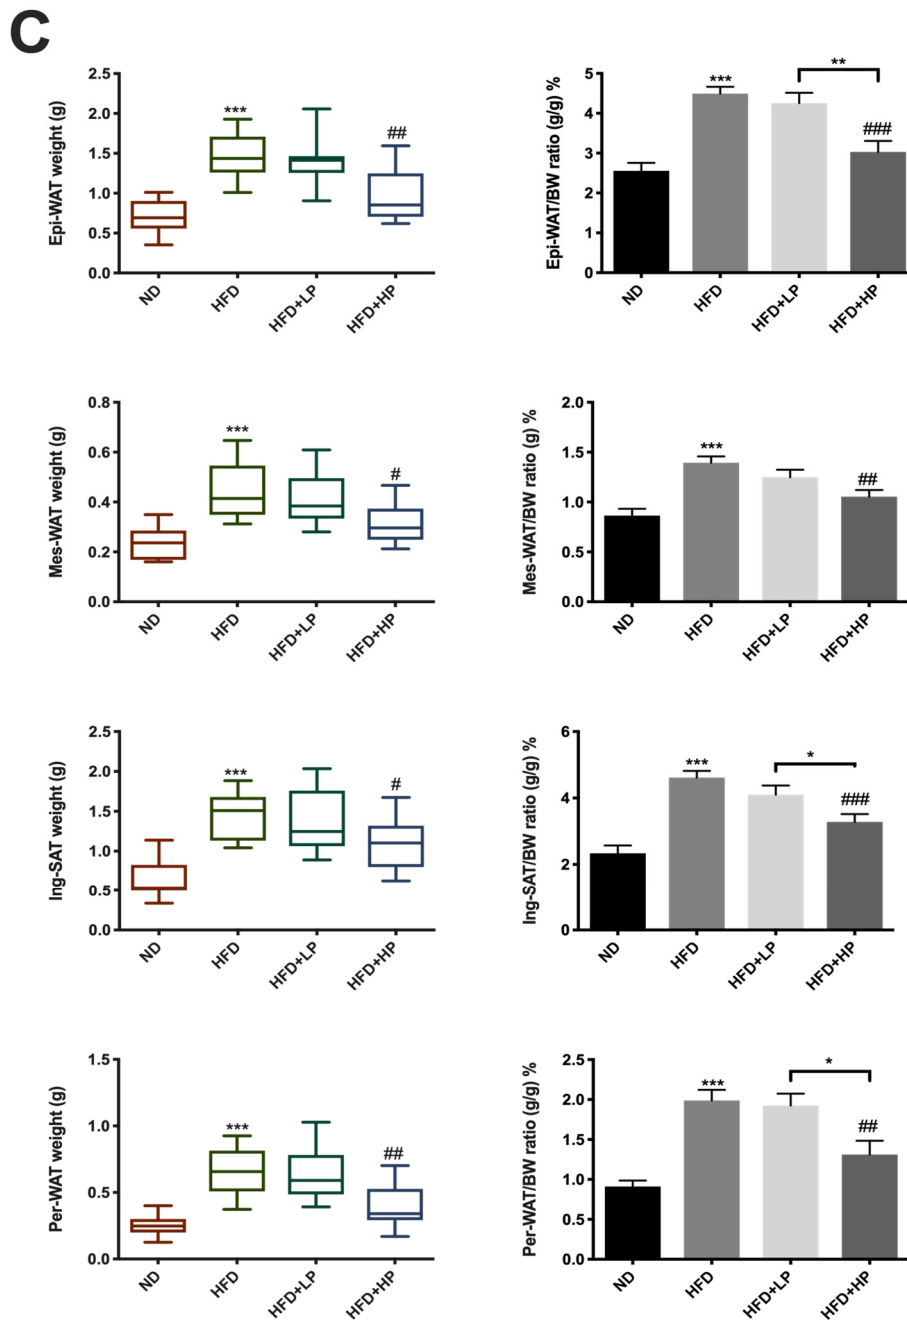 C
Epi-WAT weight (g)
2.5
2.0
1.5
1.0
0.5
0.0
***
##
ND
HFD
HFD+LP
HFD+HP
Epi-WAT/BW ratio (g/g) %
5
4
3
2
1
0
***
**
###
ND
HFD
HFD+LP
HFD+HP
Mes-WAT weight (g)
0.8
0.6
0.4
0.2
0.0
***
#
ND
HFD
HFD+LP
HFD+HP
Mes-WAT/BW ratio (g) %
2.0
1.5
1.0
0.5
0.0
***
##
ND
HFD
HFD+LP
HFD+HP
Ing-SAT weight (g)
2.5
2.0
1.5
1.0
0.5
0.0
***
#
ND
HFD
HFD+LP
HFD+HP
Ing-SAT/BW ratio (g/g) %
6
4
2
0
***
*
###
ND
HFD
HFD+LP
HFD+HP
Per-WAT weight (g)
1.5
1.0
0.5
0.0
***
##
ND
HFD
HFD+LP
HFD+HP
Per-WAT/BW ratio (g/g) %
2.5
2.0
1.5
1.0
0.5
0.0
***
*
##
ND
HFD
HFD+LP
HFD+HP